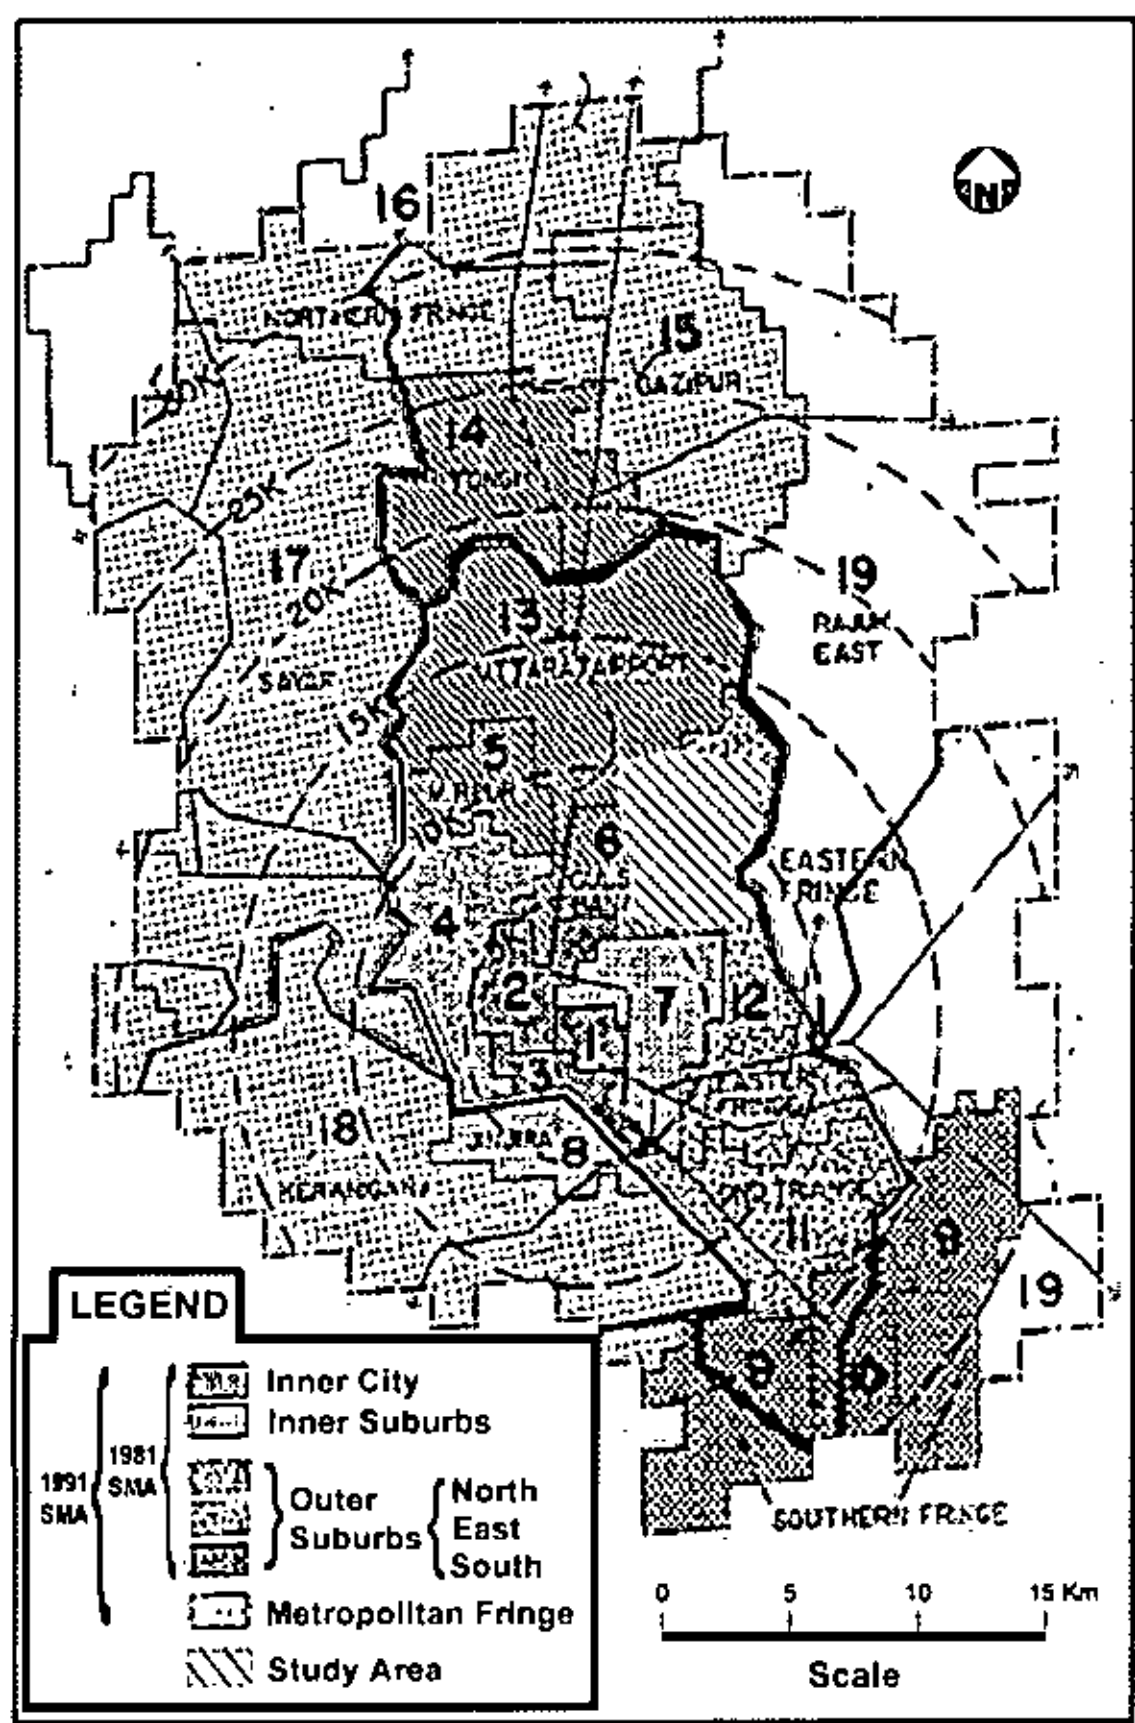 N
16
NORTHERN FRINGE
15
GAZIPUR
30K
14
TONGI
25K
17
20K
19
RAJUK
EAST
13
UTTARA/AIRPORT
SAVAR
15K
5
6
EASTERN
FRINGE
4
2
7
12
1
3
18
8
11
9
19
9
SOUTHERN FRINGE
LEGEND
Inner City
Inner Suburbs
1981
SMA
1991
SMA
Outer
Suburbs
North
East
South
Metropolitan Fringe
Study Area
0 5 10 15 Km
Scale